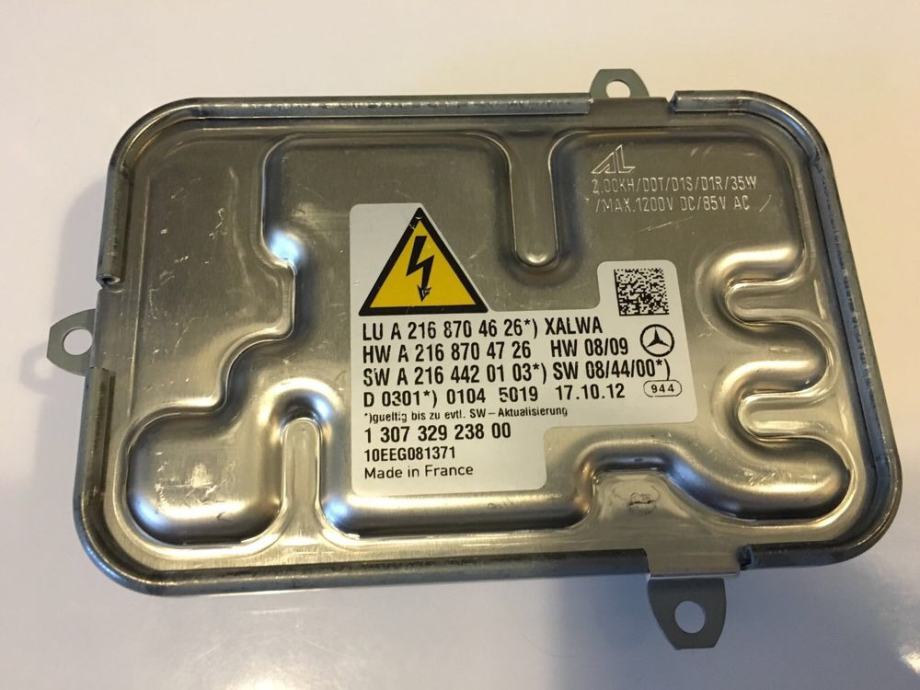 AL
2.00KH/DOT/D1S/D1R/35W
/MAX.1200V DC/85V AC
LU A 216 870 46 26*) XALWA
HW A 216 870 47 26 HW 08/09
SW A 216 442 01 03*) SW 08/44/00*)
D 0301*) 0104 5019 17.10.12 944
*)gueltig bis zu evtl. SW-Aktualisierung
1 307 329 238 00
10EEG081371
Made in France